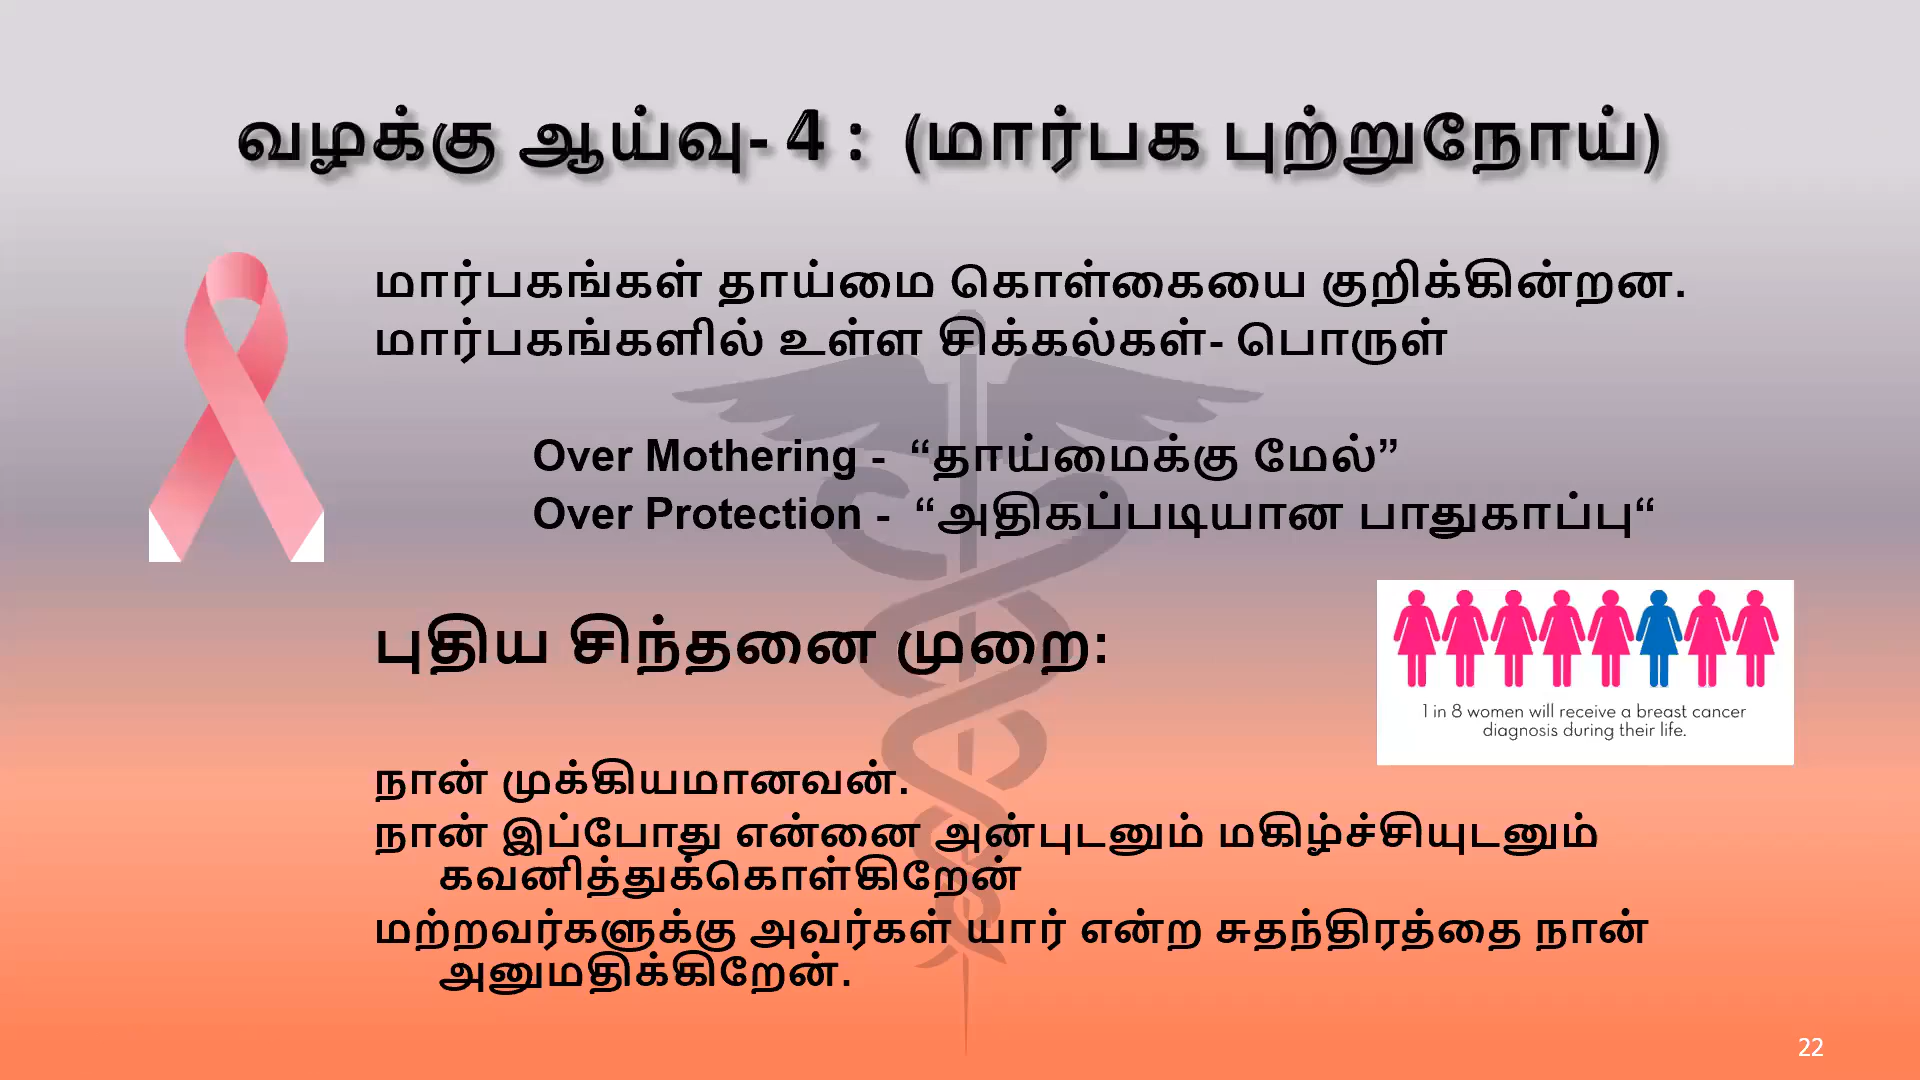 வழக்கு ஆய்வு- 4 : (மார்பக புற்றுநோய்)
மார்பகங்கள் தாய்மை கொள்கையை குறிக்கின்றன.
மார்பகங்களில் உள்ள சிக்கல்கள்- பொருள்
Over Mothering - “தாய்மைக்கு மேல்”
Over Protection - “அதிகப்படியான பாதுகாப்பு“
புதிய சிந்தனை முறை:
1 in 8 women will receive a breast cancer
diagnosis during their life.
நான் முக்கியமானவன்.
நான் இப்போது என்னை அன்புடனும் மகிழ்ச்சியுடனும்
கவனித்துக்கொள்கிறேன்
மற்றவர்களுக்கு அவர்கள் யார் என்ற சுதந்திரத்தை நான்
அனுமதிக்கிறேன்.
22